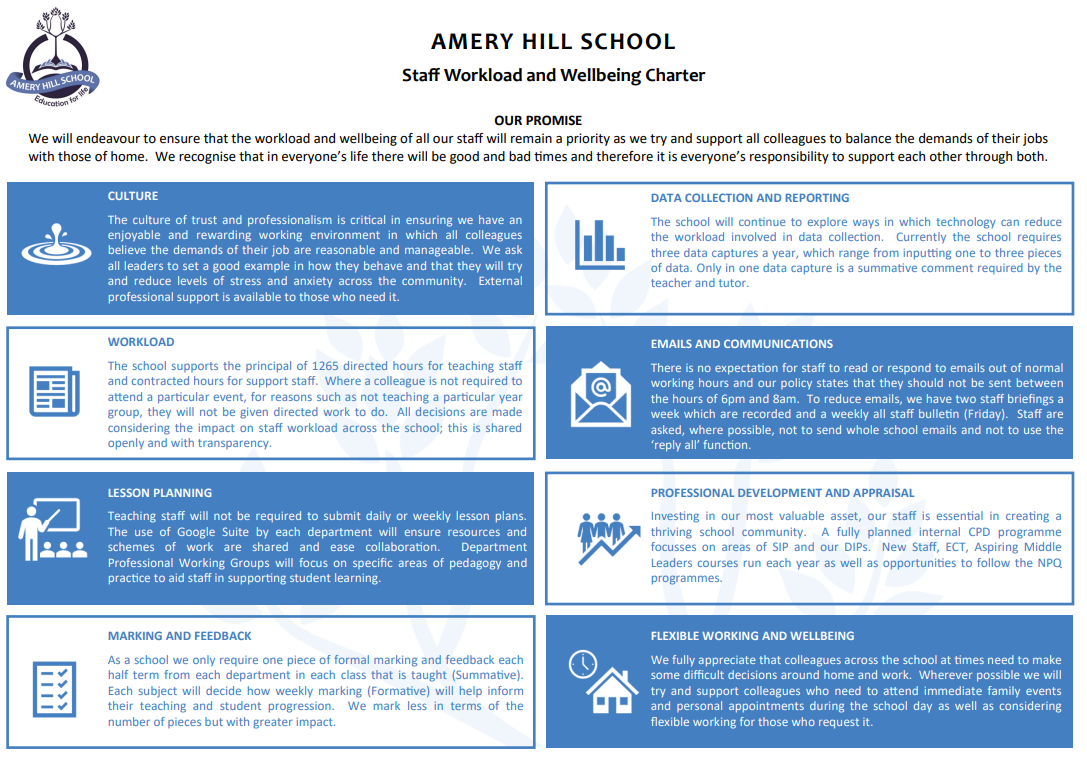 AMERY HILL SCHOOL
Education for life
AMERY HILL SCHOOL
Staff Workload and Wellbeing Charter
OUR PROMISE
We will endeavour to ensure that the workload and wellbeing of all our staff will remain a priority as we try and support all colleagues to balance the demands of their jobs
with those of home. We recognise that in everyone's life there will be good and bad times and therefore it is everyone's responsibility to support each other through both.
CULTURE
The culture of trust and professionalism is critical in ensuring we have an
enjoyable and rewarding working environment in which all colleagues
believe the demands of their job are reasonable and manageable. We ask
all leaders to set a good example in how they behave and that they will try
and reduce levels of stress and anxiety across the community. External
professional support is available to those who need it.
DATA COLLECTION AND REPORTING
The school will continue to explore ways in which technology can reduce
the workload involved in data collection. Currently the school requires
three data captures a year, which range from inputting one to three pieces
of data. Only in one data capture is a summative comment required by the
teacher and tutor.
WORKLOAD
The school supports the principal of 1265 directed hours for teaching staff
and contracted hours for support staff. Where a colleague is not required to
attend a particular event, for reasons such as not teaching a particular year
group, they will not be given directed work to do. All decisions are made
considering the impact on staff workload across the school; this is shared
openly and with transparency.
EMAILS AND COMMUNICATIONS
There is no expectation for staff to read or respond to emails out of normal
working hours and our policy states that they should not be sent between
the hours of 6pm and 8am. To reduce emails, we have two staff briefings a
week which are recorded and a weekly all staff bulletin (Friday). Staff are
asked, where possible, not to send whole school emails and not to use the
'reply all' function.
LESSON PLANNING
Teaching staff will not be required to submit daily or weekly lesson plans.
The use of Google Suite by each department will ensure resources and
schemes of work are shared and ease collaboration. Department
Professional Working Groups will focus on specific areas of pedagogy and
practice to aid staff in supporting student learning.
PROFESSIONAL DEVELOPMENT AND APPRAISAL
Investing in our most valuable asset, our staff is essential in creating a
thriving school community. A fully planned internal CPD programme
focusses on areas of SIP and our DIPs. New Staff, ECT, Aspiring Middle
Leaders courses run each year as well as opportunities to follow the NPQ
programmes.
MARKING AND FEEDBACK
As a school we only require one piece of formal marking and feedback each
half term from each department in each class that is taught (Summative).
Each subject will decide how weekly marking (Formative) will help inform
their teaching and student progression. We mark less in terms of the
number of pieces but with greater impact.
FLEXIBLE WORKING AND WELLBEING
We fully appreciate that colleagues across the school at times need to make
some difficult decisions around home and work. Wherever possible we will
try and support colleagues who need to attend immediate family events
and personal appointments during the school day as well as considering
flexible working for those who request it.